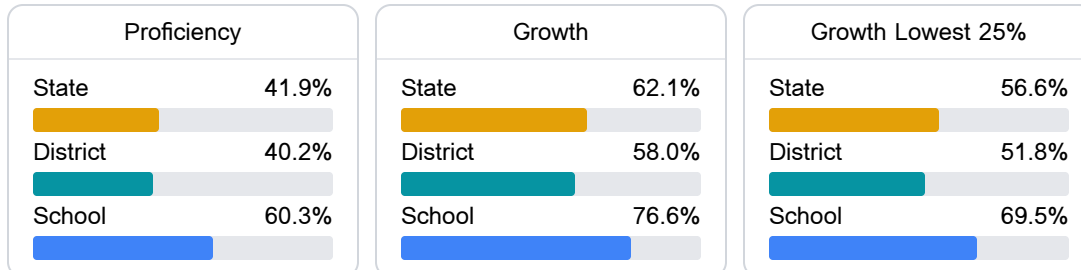 Proficiency
State 41.9%
District 40.2%
School 60.3%
Growth
State 62.1%
District 58.0%
School 76.6%
Growth Lowest 25%
State 56.6%
District 51.8%
School 69.5%